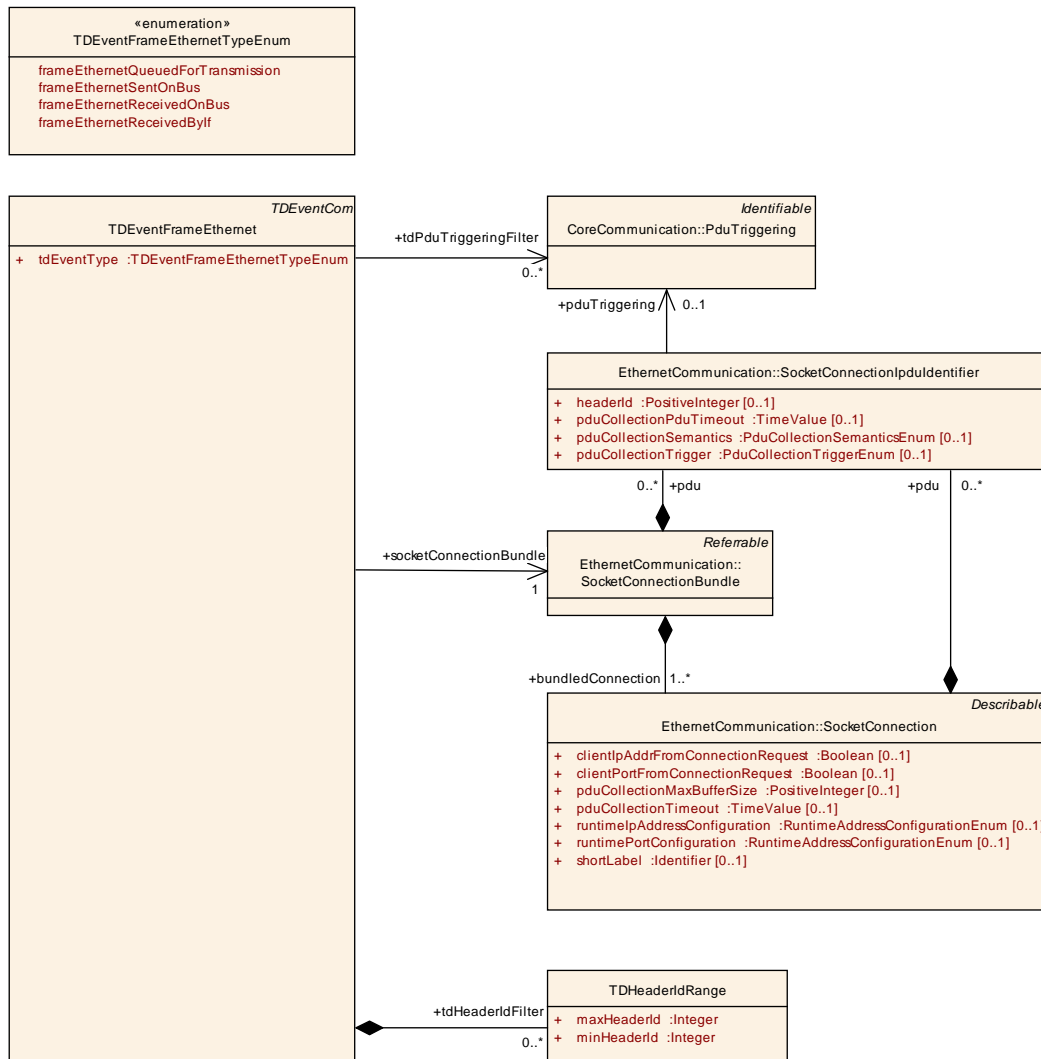 «enumeration»
TDEventFrameEthernetTypeEnum
frameEthernetQueuedForTransmission
frameEthernetSentOnBus
frameEthernetReceivedOnBus
frameEthernetReceivedByIf
TDEventCom
TDEventFrameEthernet
+ tdEventType :TDEventFrameEthernetTypeEnum
+tdPduTriggeringFilter
0..*
Identifiable
CoreCommunication::PduTriggering
+pduTriggering
0..1
EthernetCommunication::SocketConnectionIpduIdentifier
+ headerId :PositiveInteger [0..1]
+ pduCollectionPduTimeout :TimeValue [0..1]
+ pduCollectionSemantics :PduCollectionSemanticsEnum [0..1]
+ pduCollectionTrigger :PduCollectionTriggerEnum [0..1]
0..* +pdu
+pdu 0..*
+socketConnectionBundle
1
Referrable
EthernetCommunication::
SocketConnectionBundle
+bundledConnection 1..*
Describable
EthernetCommunication::SocketConnection
+ clientIpAddrFromConnectionRequest :Boolean [0..1]
+ clientPortFromConnectionRequest :Boolean [0..1]
+ pduCollectionMaxBufferSize :PositiveInteger [0..1]
+ pduCollectionTimeout :TimeValue [0..1]
+ runtimeIpAddressConfiguration :RuntimeAddressConfigurationEnum [0..1]
+ runtimePortConfiguration :RuntimeAddressConfigurationEnum [0..1]
+ shortLabel :Identifier [0..1]
+tdHeaderIdFilter
0..*
TDHeaderIdRange
+ maxHeaderId :Integer
+ minHeaderId :Integer